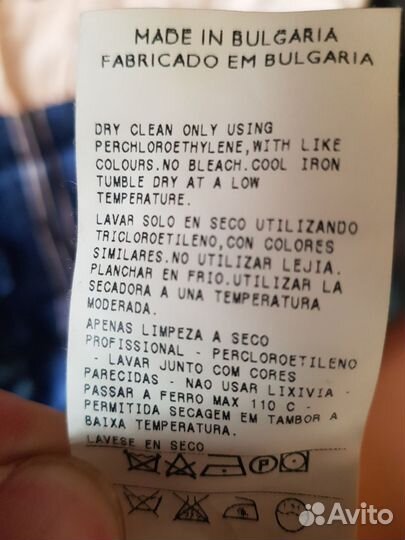 MADE IN BULGARIA
FABRICADO EM BULGARIA
DRY CLEAN ONLY USING
PERCHLOROETHYLENE,WITH LIKE
COLOURS.NO BLEACH.COOL IRON
TUMBLE DRY AT A LOW
TEMPERATURE.
LAVAR SOLO EN SECO UTILIZANDO
TRICLOROETILENO,CON COLORES
SIMILARES.NO UTILIZAR LEJIA.
PLANCHAR EN FRIO.UTILIZAR LA
SECADORA A UNA TEMPERATURA
MODERADA.
APENAS LIMPEZA A SECO
PROFISSIONAL - PERCLOROETILENO
- LAVAR JUNTO COM CORES
PARECIDAS - NAO USAR LIXIVIA -
PASSAR A FERRO MAX 110 C -
PERMITIDA SECAGEM EM TAMBOR A
BAIXA TEMPERATURA.
LAVESE EN SECO
P
Avito